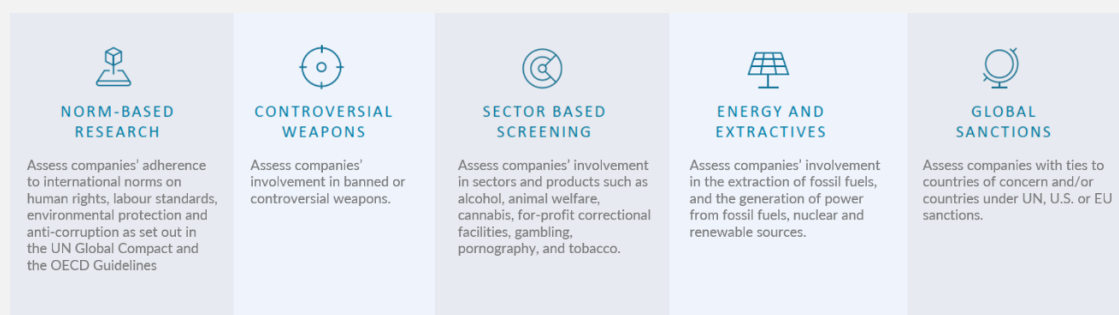 NORM-BASED
RESEARCH
Assess companies' adherence
to international norms on
human rights, labour standards,
environmental protection and
anti-corruption as set out in
the UN Global Compact and
the OECD Guidelines
CONTROVERSIAL
WEAPONS
Assess companies'
involvement in banned or
controversial weapons.
SECTOR BASED
SCREENING
Assess companies' involvement
in sectors and products such as
alcohol, animal welfare,
cannabis, for-profit correctional
facilities, gambling,
pornography, and tobacco.
ENERGY AND
EXTRACTIVES
Assess companies' involvement
in the extraction of fossil fuels,
and the generation of power
from fossil fuels, nuclear and
renewable sources.
GLOBAL
SANCTIONS
Assess companies with ties to
countries of concern and/or
countries under UN, U.S. or EU
sanctions.